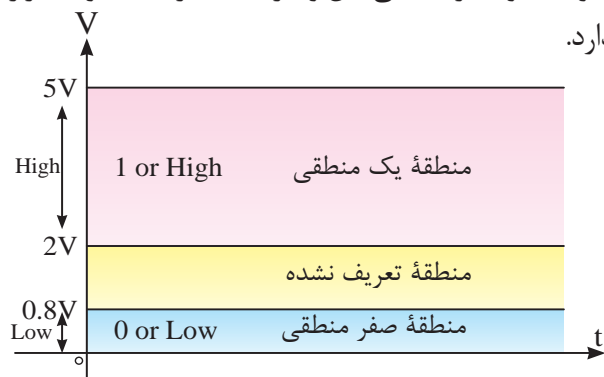 دارد.
V
5V
High
1 or High منطقهٔ یک منطقی
2V
منطقهٔ تعریف نشده
0.8V
Low
0 or Low منطقهٔ صفر منطقی
t